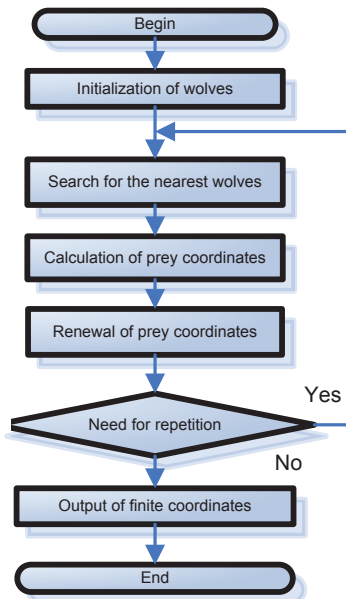 Begin
Initialization of wolves
Search for the nearest wolves
Calculation of prey coordinates
Renewal of prey coordinates
Yes
Need for repetition
No
Output of finite coordinates
End